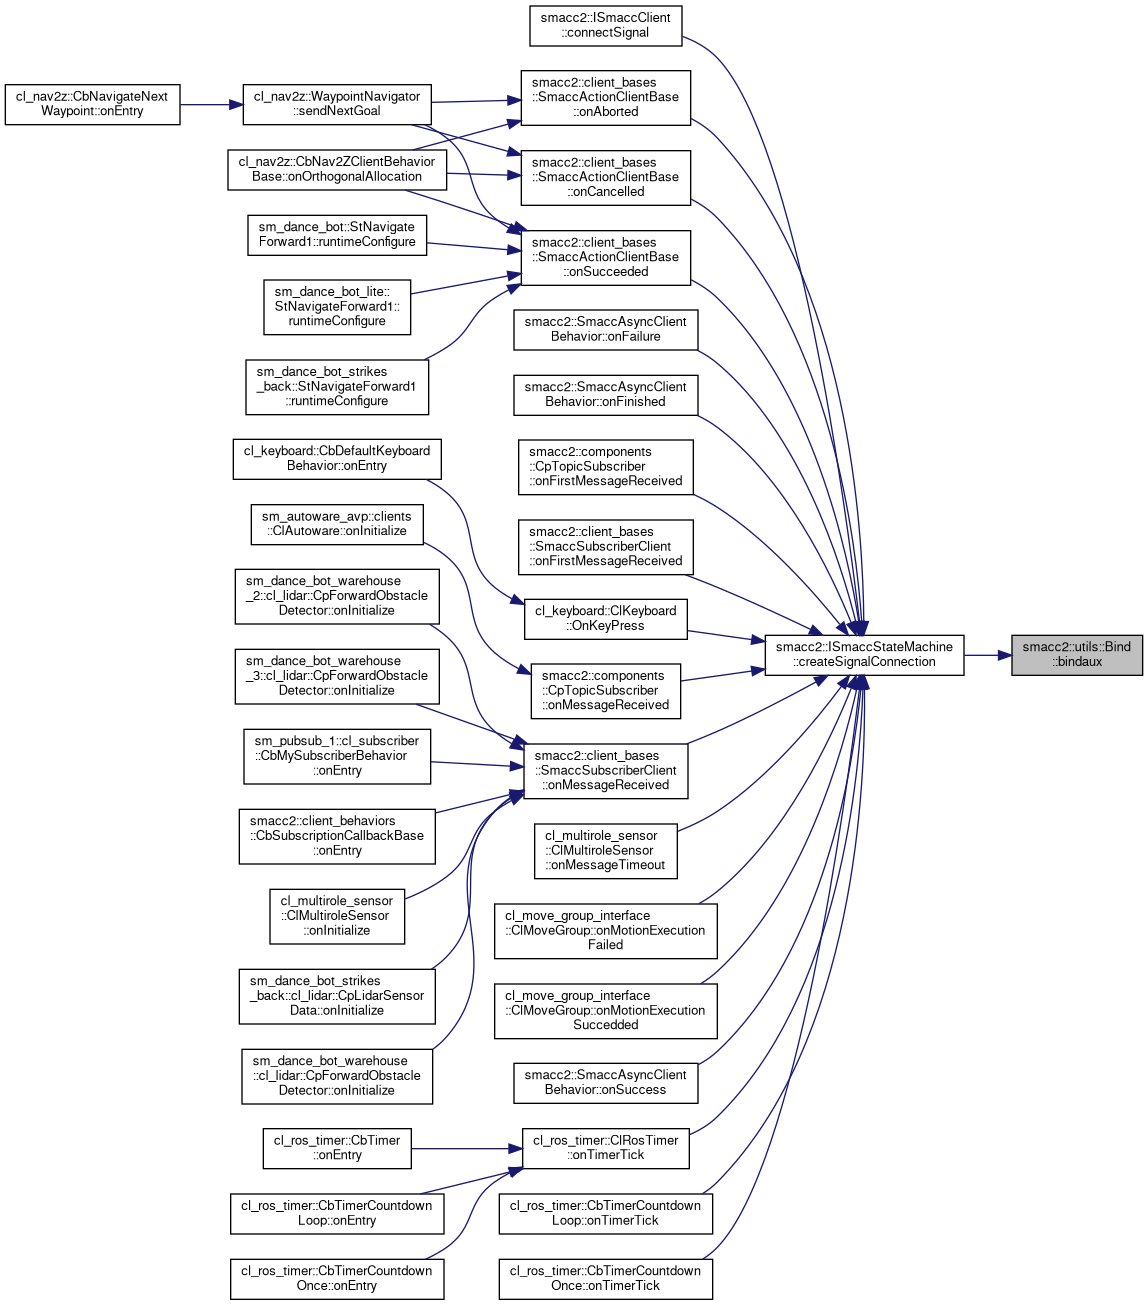 smacc2::ISmaccClient
::connectSignal
smacc2::client_bases
::SmaccActionClientBase
::onAborted
cl_nav2z::WaypointNavigator
::sendNextGoal
cl_nav2z::CbNavigateNext
Waypoint::onEntry
cl_nav2z::CbNav2ZClientBehavior
Base::onOrthogonalAllocation
smacc2::client_bases
::SmaccActionClientBase
::onCancelled
sm_dance_bot::StNavigate
Forward1::runtimeConfigure
smacc2::client_bases
::SmaccActionClientBase
::onSucceeded
sm_dance_bot_lite::
StNavigateForward1::
runtimeConfigure
smacc2::SmaccAsyncClient
Behavior::onFailure
sm_dance_bot_strikes
_back::StNavigateForward1
::runtimeConfigure
smacc2::SmaccAsyncClient
Behavior::onFinished
cl_keyboard::CbDefaultKeyboard
Behavior::onEntry
smacc2::components
::CpTopicSubscriber
::onFirstMessageReceived
sm_autoware_avp::clients
::ClAutoware::onInitialize
smacc2::client_bases
::SmaccSubscriberClient
::onFirstMessageReceived
sm_dance_bot_warehouse
_2::cl_lidar::CpForwardObstacle
Detector::onInitialize
cl_keyboard::ClKeyboard
::OnKeyPress
smacc2::ISmaccStateMachine
::createSignalConnection
smacc2::utils::Bind
::bindaux
sm_dance_bot_warehouse
_3::cl_lidar::CpForwardObstacle
Detector::onInitialize
smacc2::components
::CpTopicSubscriber
::onMessageReceived
sm_pubsub_1::cl_subscriber
::CbMySubscriberBehavior
::onEntry
smacc2::client_bases
::SmaccSubscriberClient
::onMessageReceived
smacc2::client_behaviors
::CbSubscriptionCallbackBase
::onEntry
cl_multirole_sensor
::ClMultiroleSensor
::onMessageTimeout
cl_multirole_sensor
::ClMultiroleSensor
::onInitialize
cl_move_group_interface
::ClMoveGroup::onMotionExecution
Failed
sm_dance_bot_strikes
_back::cl_lidar::CpLidarSensor
Data::onInitialize
cl_move_group_interface
::ClMoveGroup::onMotionExecution
Succedded
sm_dance_bot_warehouse
::cl_lidar::CpForwardObstacle
Detector::onInitialize
smacc2::SmaccAsyncClient
Behavior::onSuccess
cl_ros_timer::CbTimer
::onEntry
cl_ros_timer::ClRosTimer
::onTimerTick
cl_ros_timer::CbTimerCountdown
Loop::onEntry
cl_ros_timer::CbTimerCountdown
Loop::onTimerTick
cl_ros_timer::CbTimerCountdown
Once::onEntry
cl_ros_timer::CbTimerCountdown
Once::onTimerTick